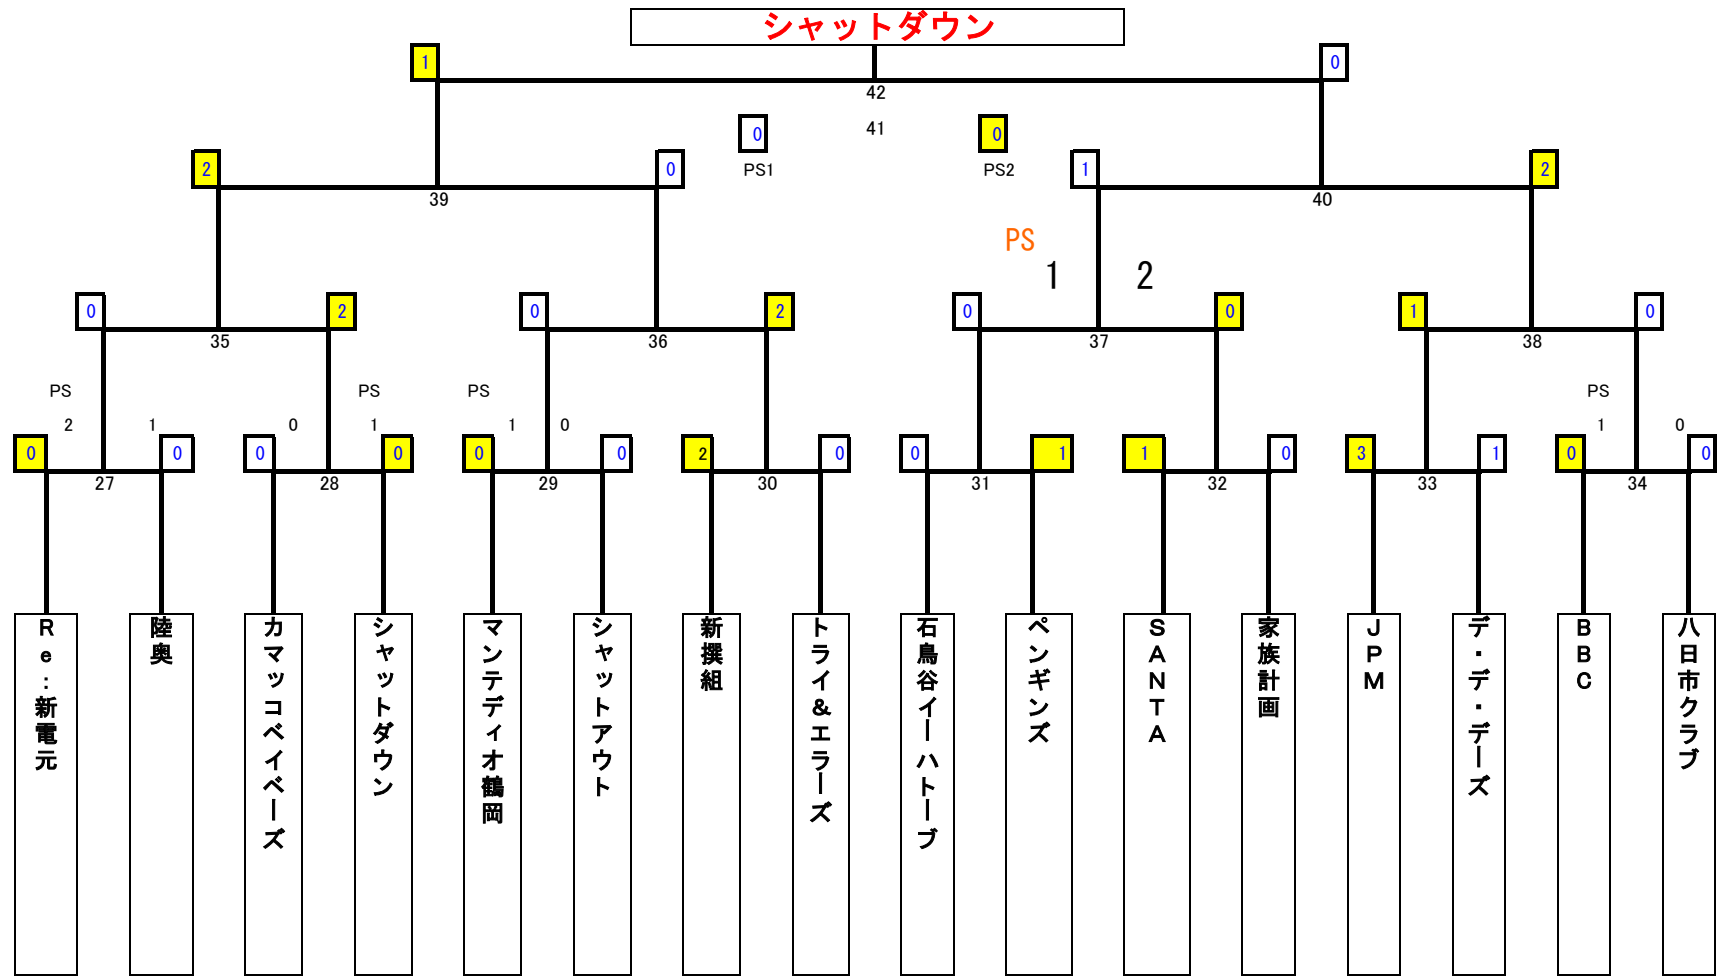 シャットダウン
1 0
42
0 41 0
2 0 PS1 PS2 1 2
39 40
PS
1 2
0 2 0 2 0 0 1 0
35 36 37 38
PS PS PS PS
2 1 0 1 1 0 1 0
0 0 0 0 0 0 2 0 0 1 1 0 3 1 0 0
27 28 29 30 31 32 33 34
Re:新電元
陸奥
カマッコベイベーズ
シャットダウン
マンテディオ鶴岡
シャットアウト
新撰組
トライ&エラーズ
石鳥谷イーハトーブ
ペンギンズ
SANTA
家族計画
JPM
デ・デ・デーズ
BBC
八日市クラブ